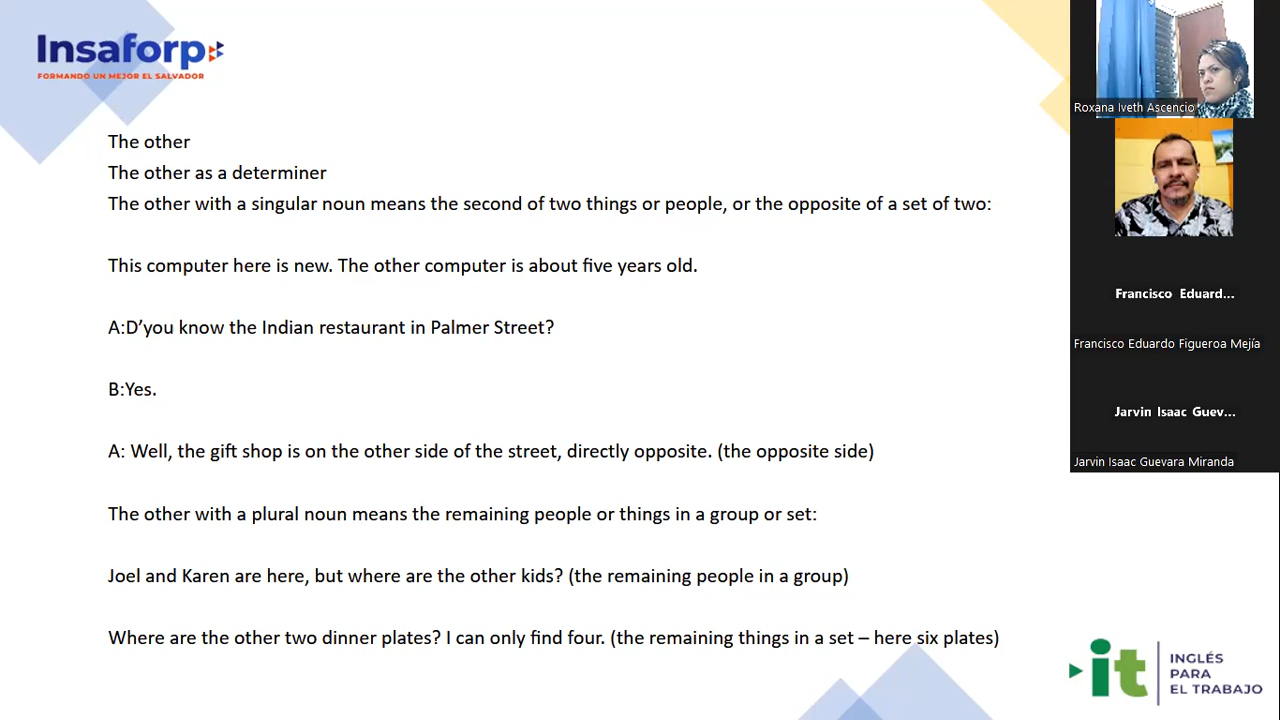 Insaforp
FORMANDO UN MEJOR EL SALVADOR
The other
The other as a determiner
The other with a singular noun means the second of two things or people, or the opposite of a set of two:
This computer here is new. The other computer is about five years old.
A:D’you know the Indian restaurant in Palmer Street?
B:Yes.
A: Well, the gift shop is on the other side of the street, directly opposite. (the opposite side)
The other with a plural noun means the remaining people or things in a group or set:
Joel and Karen are here, but where are the other kids? (the remaining people in a group)
Where are the other two dinner plates? I can only find four. (the remaining things in a set – here six plates)
Roxana Iveth Ascencio
Francisco Eduard...
Francisco Eduardo Figueroa Mejía
Jarvin Isaac Guev...
Jarvin Isaac Guevara Miranda
it
INGLÉS
PARA
EL TRABAJO